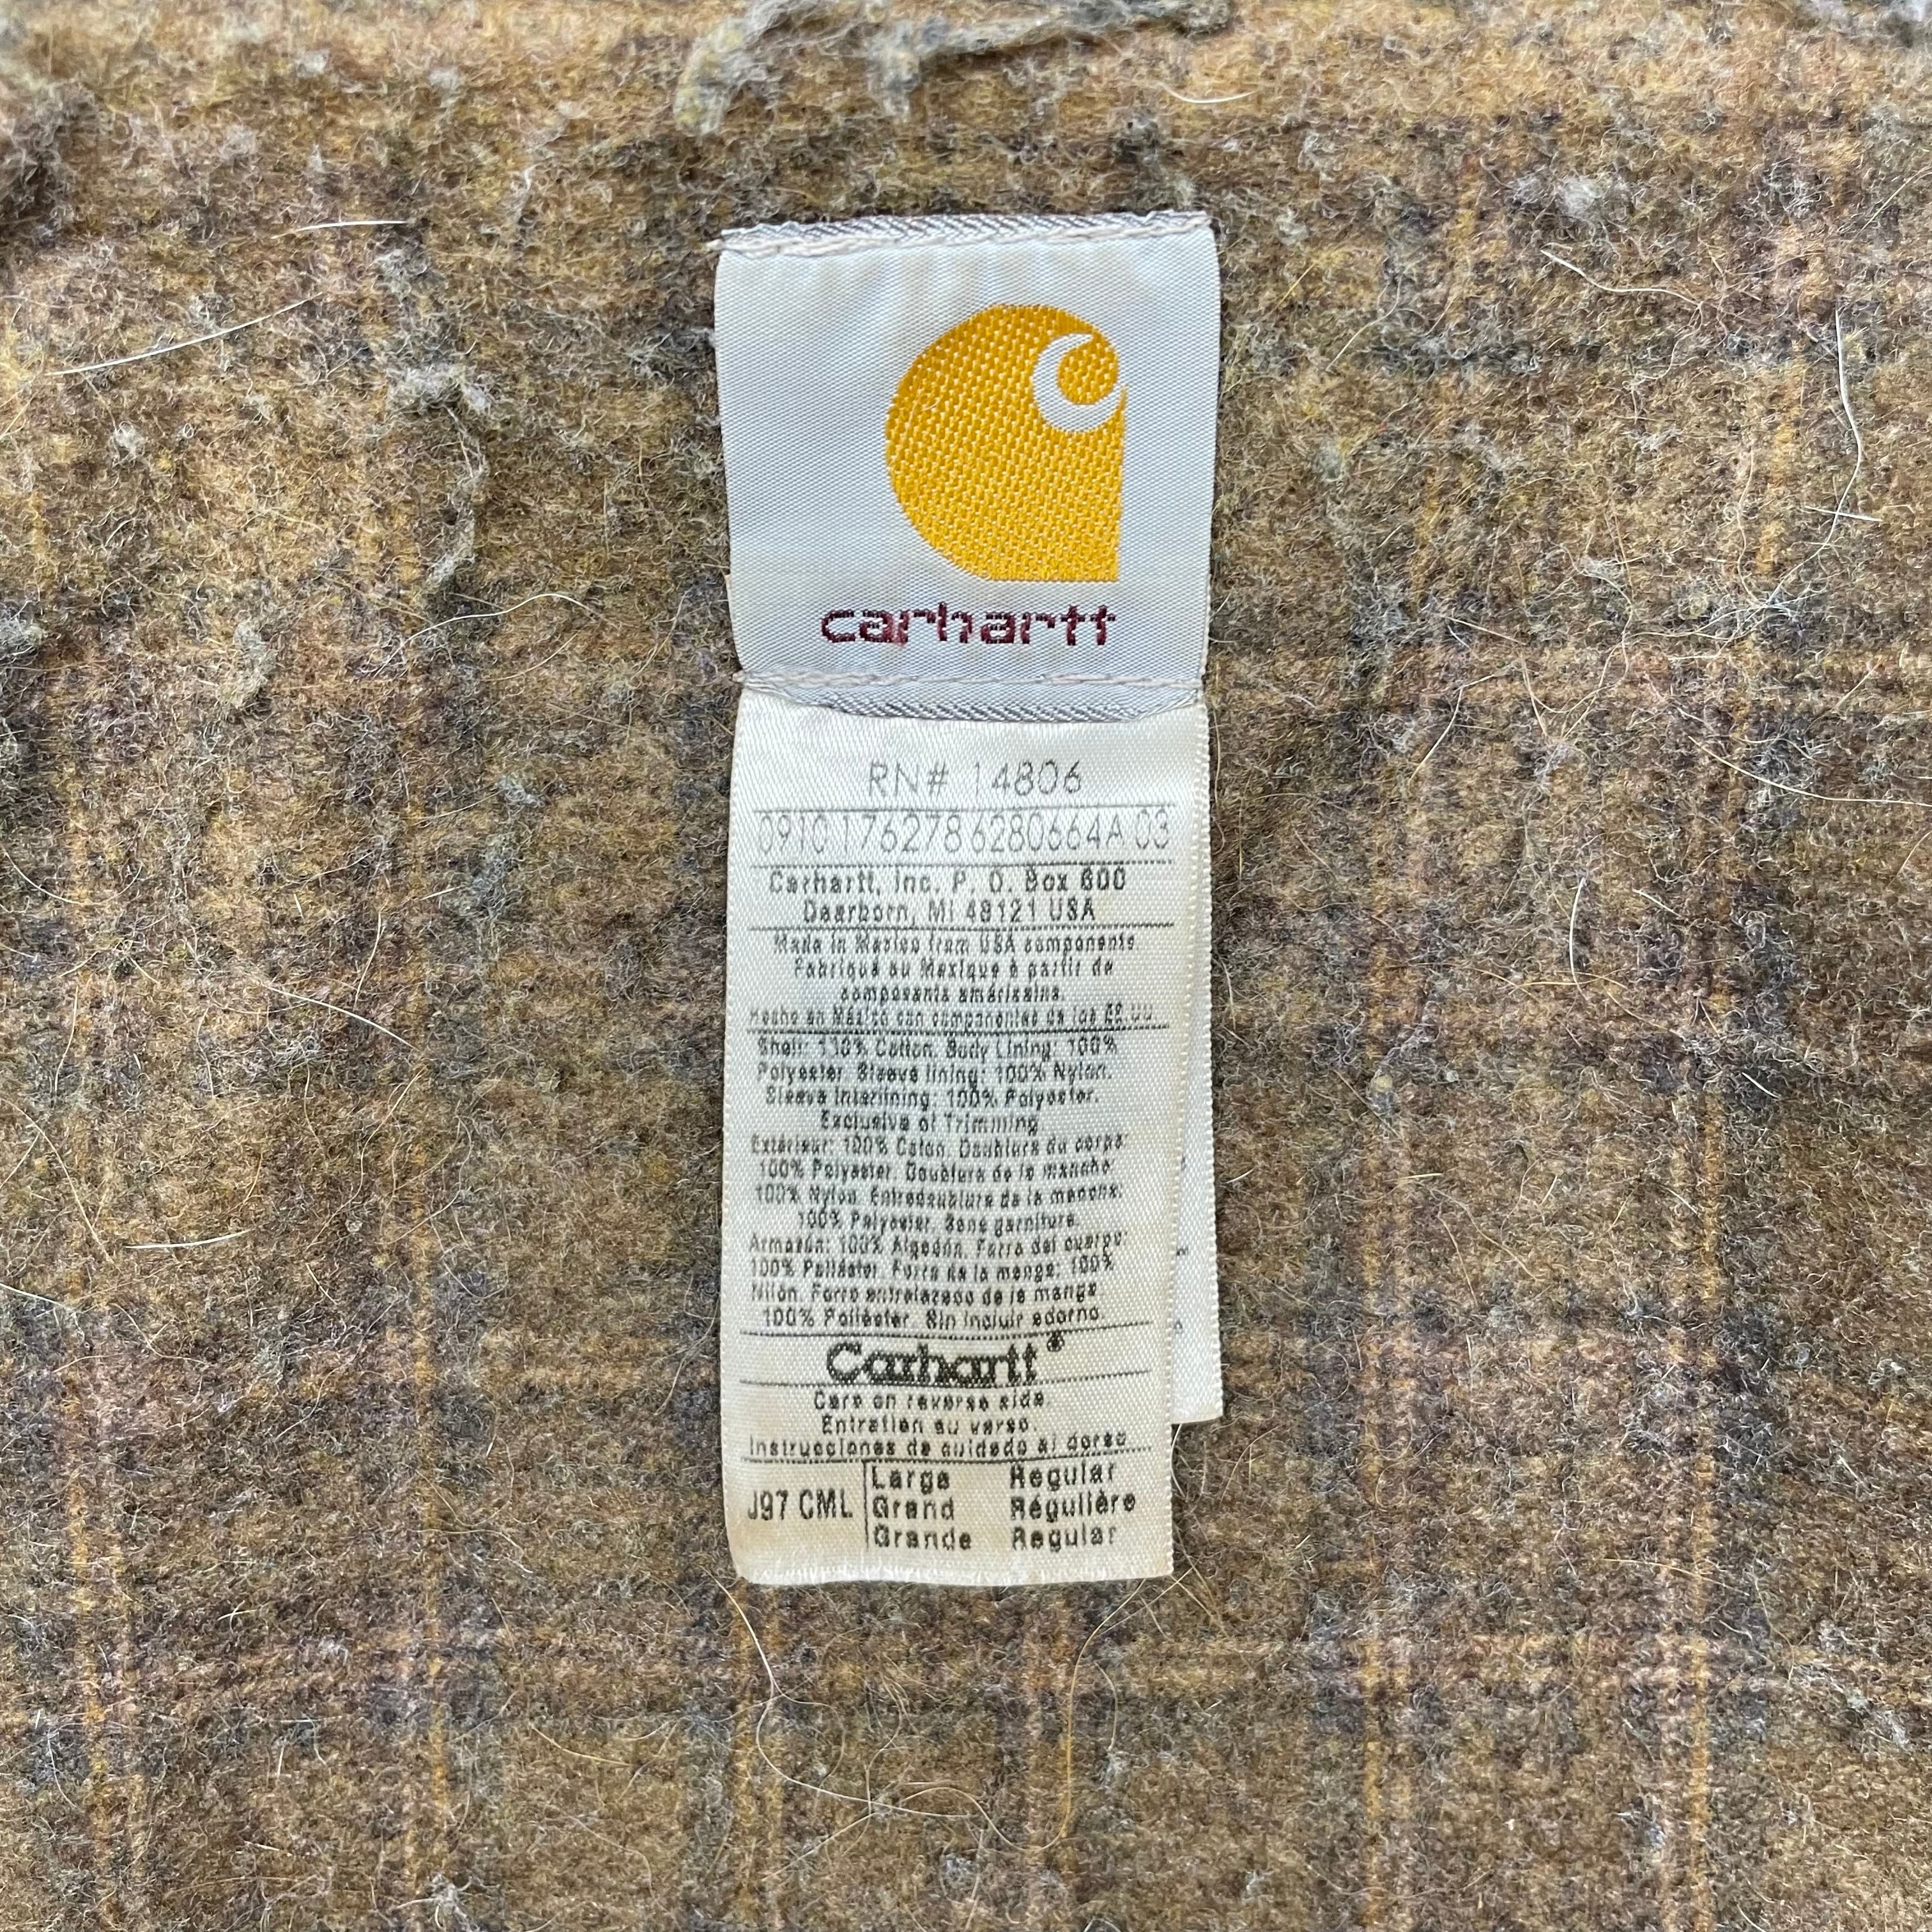 carhartt
RN# 14806
0910 176278 6280664A 03
Carhartt, Inc. P. O. Box 600
Dearborn, MI 48121 USA
Made in Mexico from USA components
Fabriqué au Mexique à partir de
composants américains.
Hecho en México con componentes de los EE.UU
Shell: 100% Cotton. Body Lining: 100%
Polyester. Sleeve lining: 100% Nylon.
Sleeve Interlining: 100% Polyester.
Exclusive of Trimming
Extérieur: 100% Coton. Doublure du corps:
100% Polyester. Doublure de la manche:
100% Nylon. Entredoublure de la manche:
100% Polyester. Sans garniture.
Armazón: 100% Algodón. Forro del cuerpo:
100% Poliéster. Forro de la manga: 100%
Nilón. Forro entrelazado de la manga
100% Poliéster. Sin incluir adorno.
Carhartt®
Care on reverse side.
Entretien au verso.
Instrucciones de cuidado al dorso.
Large Regular
J97 CML Grand Régulière
Grande Regular